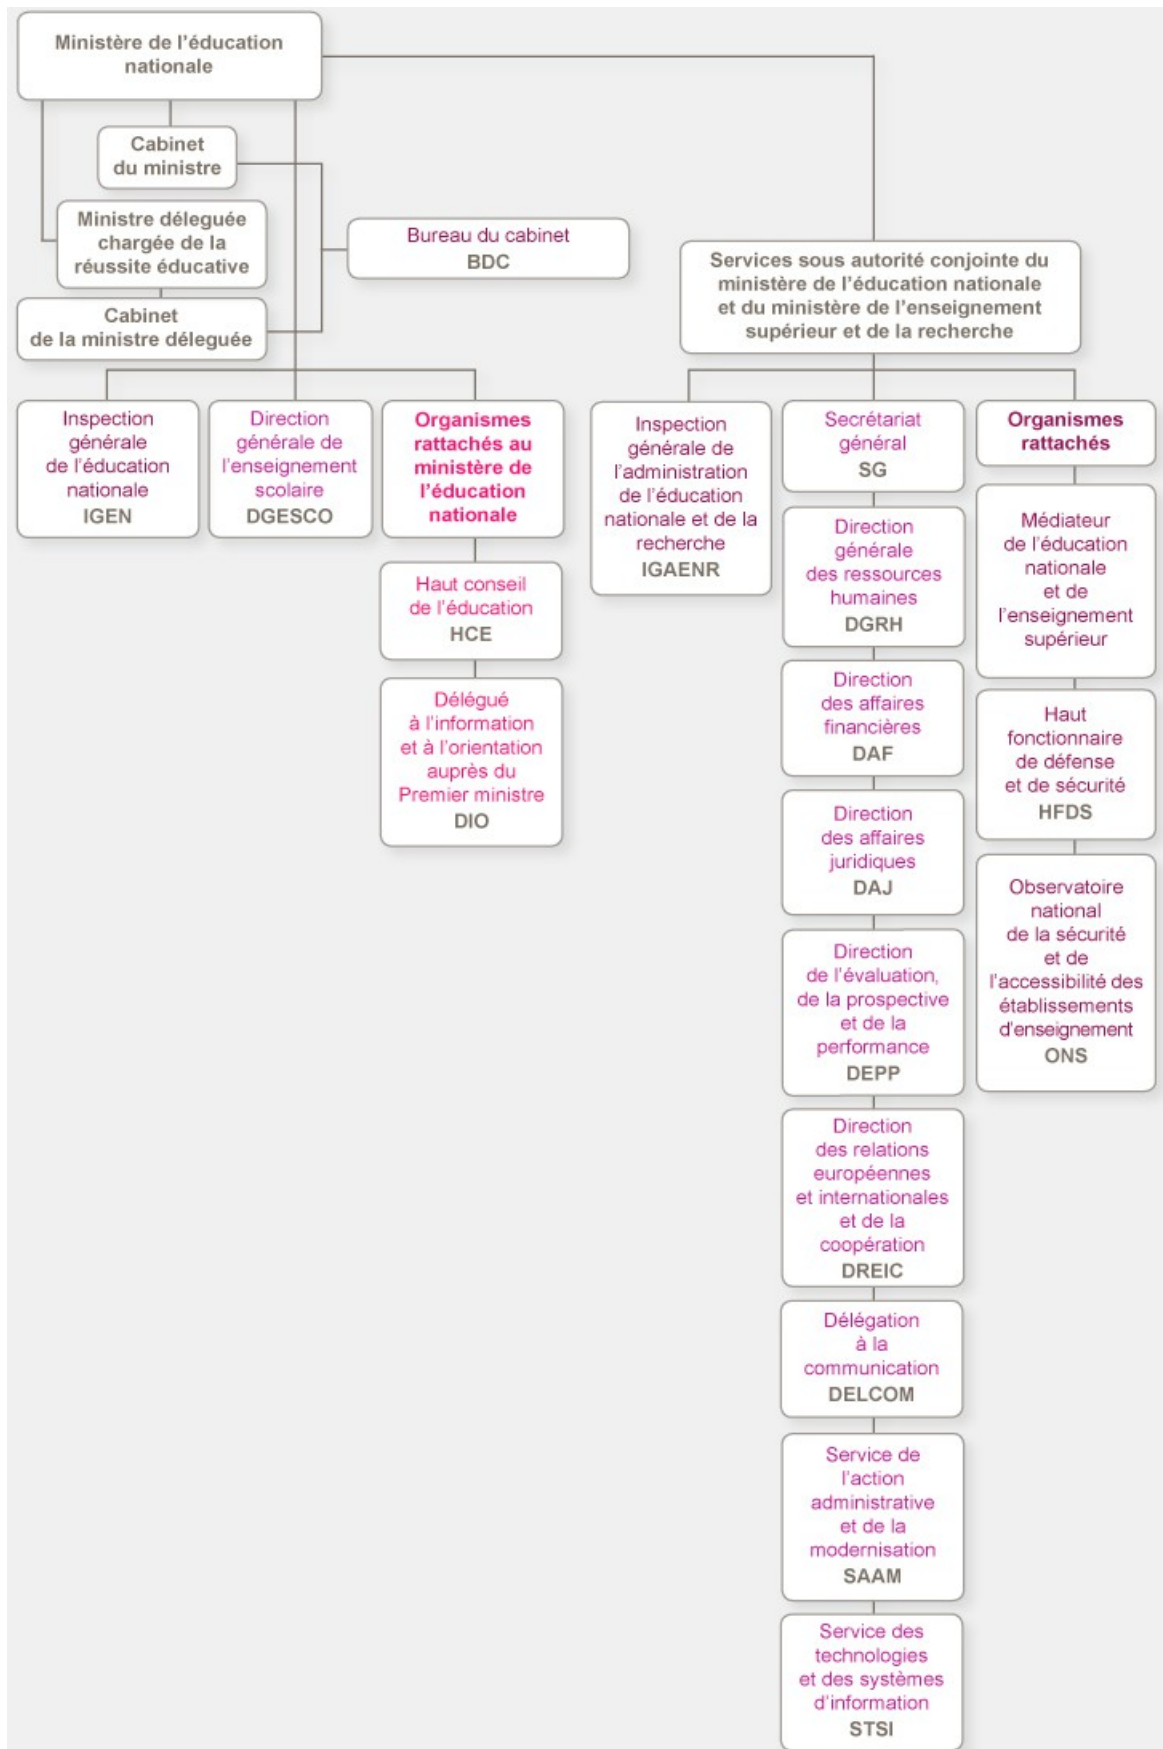 Ministère de l'éducation
nationale
Cabinet
du ministre
Ministre déleguée
chargée de la
réussite éducative
Cabinet
de la ministre déleguée
Bureau du cabinet
BDC
Services sous autorité conjointe du
ministère de l'éducation nationale
et du ministère de l'enseignement
supérieur et de la recherche
Inspection
générale
de l'éducation
nationale
IGEN
Direction
générale de
l'enseignement
scolaire
DGESCO
Organismes
rattachés au
ministère de
l'éducation
nationale
Haut conseil
de l'éducation
HCE
Délégué
à l'information
et à l'orientation
auprès du
Premier ministre
DIO
Inspection
générale de
l'administration
de l'éducation
nationale et de la
recherche
IGAENR
Secrétariat
général
SG
Direction
générale
des ressources
humaines
DGRH
Direction
des affaires
financières
DAF
Direction
des affaires
juridiques
DAJ
Direction
de l'évaluation,
de la prospective
et de la
performance
DEPP
Direction
des relations
européennes
et internationales
et de la
coopération
DREIC
Délégation
à la
communication
DELCOM
Service de
l'action
administrative
et de la
modernisation
SAAM
Service des
technologies
et des systèmes
d'information
STSI
Organismes
rattachés
Médiateur
de l'éducation
nationale
et de
l'enseignement
supérieur
Haut
fonctionnaire
de défense
et de sécurité
HFDS
Observatoire
national
de la sécurité
et de
l'accessibilité des
établissements
d'enseignement
ONS